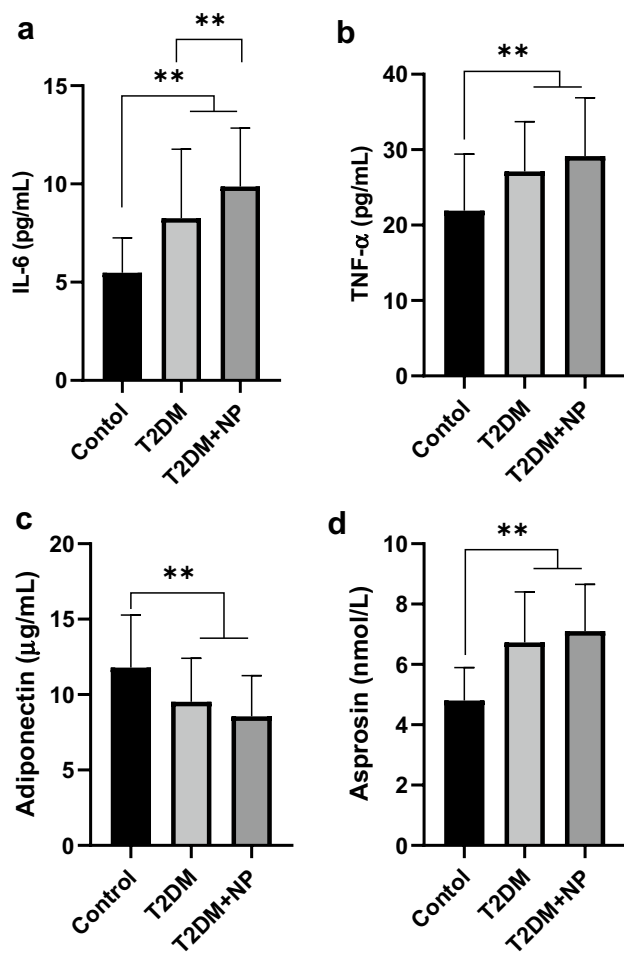 a
**
**
IL-6 (pg/mL)
15
10
5
0
Contol
T2DM
T2DM+NP
b
**
TNF-α (pg/mL)
40
30
20
10
0
Contol
T2DM
T2DM+NP
c
**
Adiponectin (μg/mL)
20
15
10
5
0
Control
T2DM
T2DM+NP
d
**
Asprosin (nmol/L)
10
8
6
4
2
0
Contol
T2DM
T2DM+NP